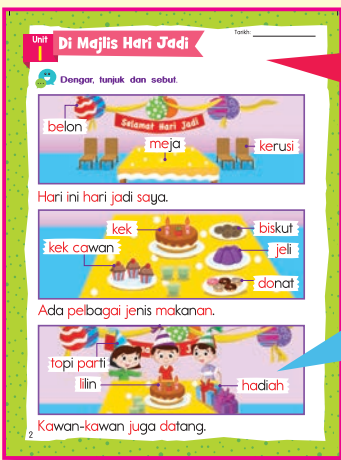 Unit
1
Di Majlis Hari Jadi
Tarikh:
Dengar, tunjuk dan sebut.
belon
Selamat Hari Jadi
meja
kerusi
Hari ini hari jadi saya.
kek
biskut
kek cawan
jeli
donat
Ada pelbagai jenis makanan.
topi parti
lilin
hadiah
Kawan-kawan juga datang.
2